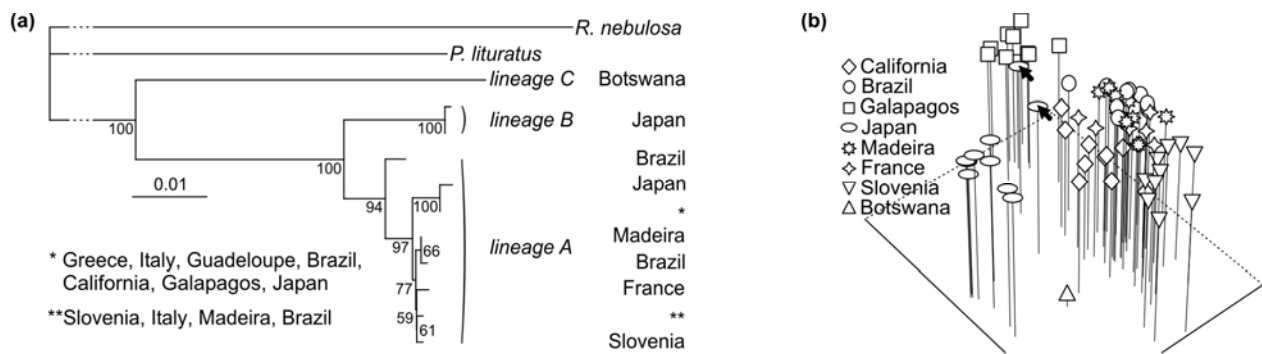 (a)
R. nebulosa
P. lituratus
lineage C Botswana
100
lineage B Japan
100
100
Brazil
0.01
Japan
94
100
*
97
lineage A
Madeira
66
Brazil
* Greece, Italy, Guadeloupe, Brazil,
California, Galapagos, Japan
France
77
**Slovenia, Italy, Madeira, Brazil
59
**
61
Slovenia
(b)
California
Brazil
Galapagos
Japan
Madeira
France
Slovenia
Botswana